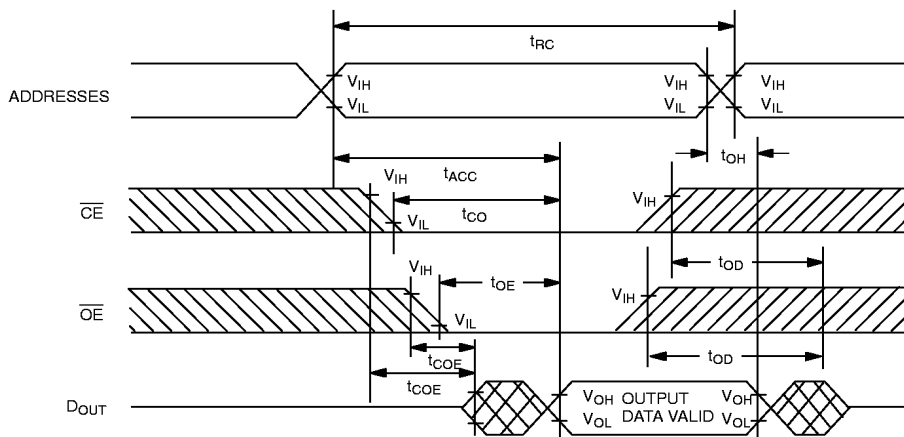 tRC
ADDRESSES
VIH
VIL
VIH
VIL
VIH
VIL
tOH
tACC
CE
VIH
VIL
tCO
VIH
tOD
OE
VIH
VIL
tOE
VIH
tOD
tCOE
tCOE
DOUT
VOH
VOL
OUTPUT
DATA VALID
VOH
VOL